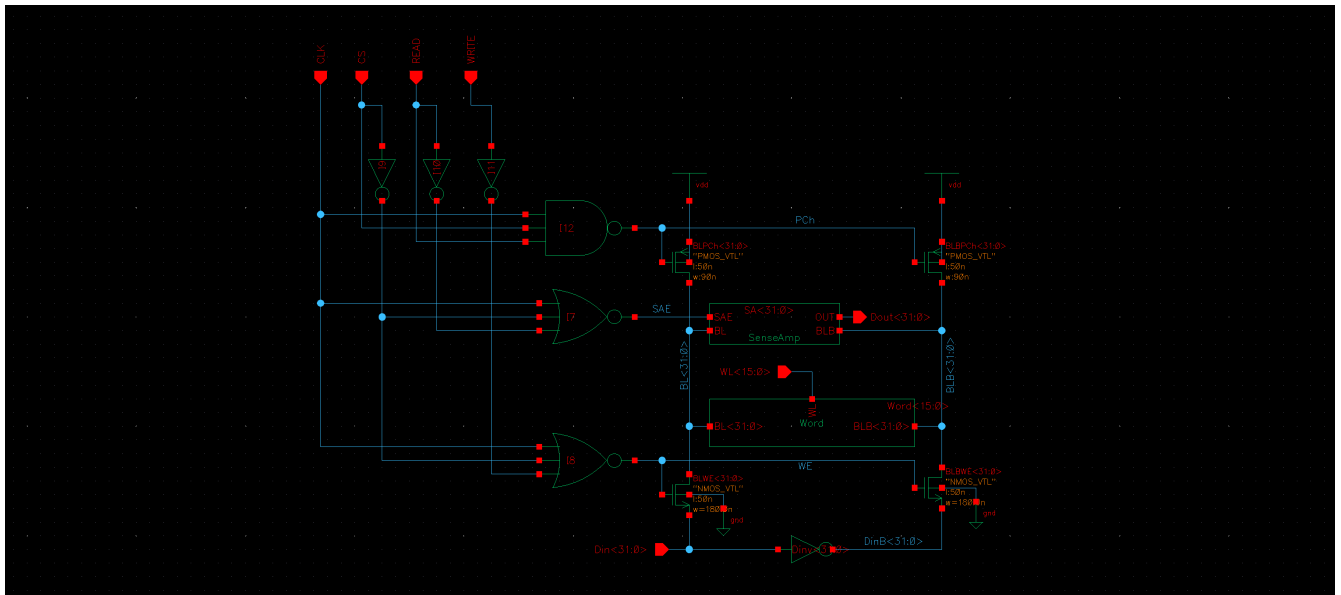 CLK
CS
READ
WRITE
I9
I10
I11
vdd
vdd
I12
PCh
BLPCh<31:0>
"PMOS_VTL"
l:50n
w:90n
BLBPCh<31:0>
"PMOS_VTL"
l:50n
w:90n
I7
SAE
SA<31:0>
SAE
OUT
Dout<31:0>
BL
BLB
SenseAmp
BL<31:0>
BLB<31:0>
WL<15:0>
WL
Word<15:0>
Word
BL<31:0>
BLB<31:0>
I8
WE
BLWE<31:0>
"NMOS_VTL"
l:50n
gnd
BLBWE<31:0>
"NMOS_VTL"
l:50n
gnd
Din<31:0>
DinB<31:0>